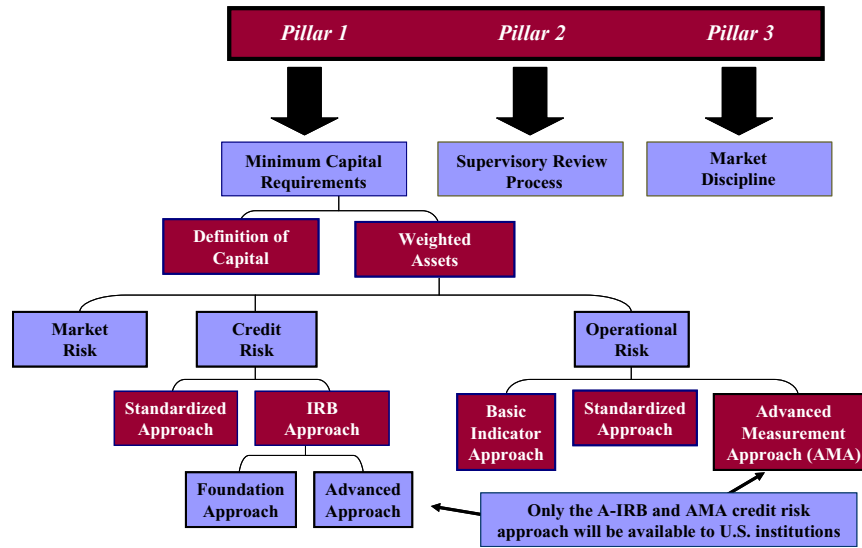 Pillar 1
Pillar 2
Pillar 3
Minimum Capital
Requirements
Supervisory Review
Process
Market
Discipline
Definition of
Capital
Weighted
Assets
Market
Risk
Credit
Risk
Operational
Risk
Standardized
Approach
IRB
Approach
Basic
Indicator
Approach
Standardized
Approach
Advanced
Measurement
Approach (AMA)
Foundation
Approach
Advanced
Approach
Only the A-IRB and AMA credit risk
approach will be available to U.S. institutions